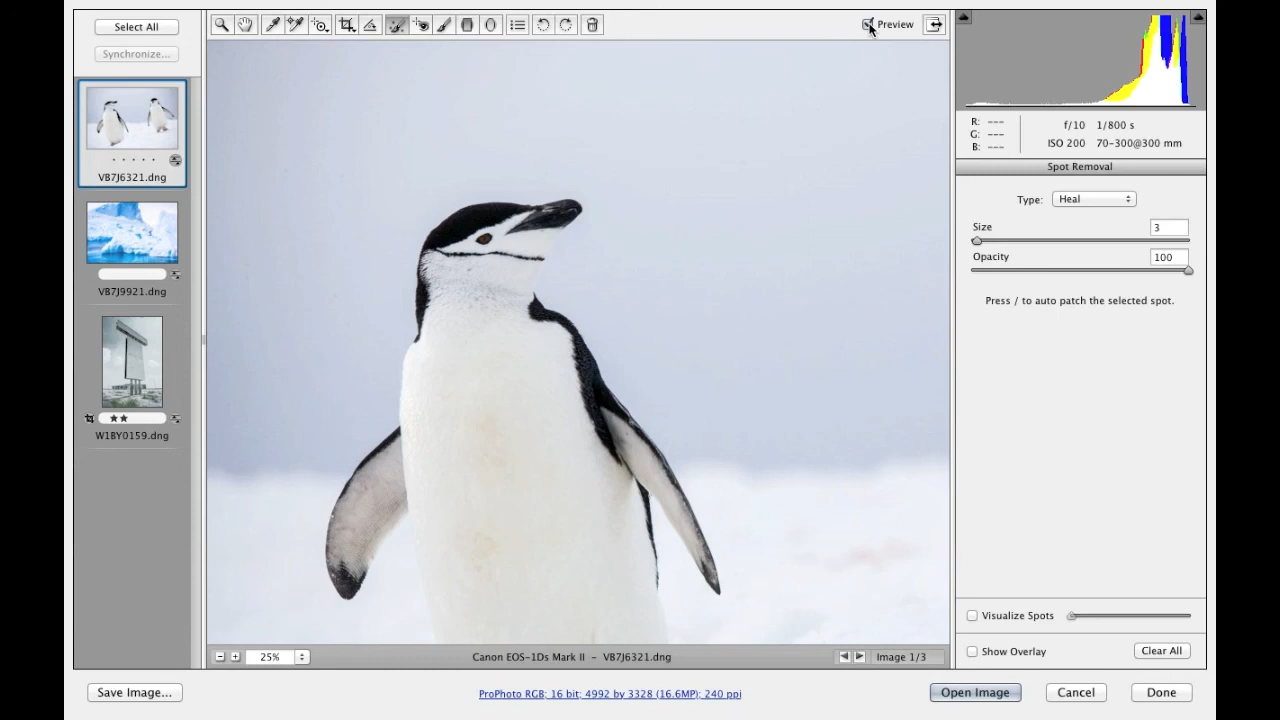 Select All
Synchronize...
VB7J6321.dng
VB7J9921.dng
W1BY0159.dng
Preview
R: ---
G: ---
B: ---
f/10 1/800 s
ISO 200 70-300@300 mm
Spot Removal
Type: Heal
Size 3
Opacity 100
Press / to auto patch the selected spot.
Visualize Spots
Show Overlay
Clear All
25%
Canon EOS-1Ds Mark II - VB7J6321.dng
Image 1/3
Save Image...
ProPhoto RGB; 16 bit; 4992 by 3328 (16.6MP); 240 ppi
Open Image
Cancel
Done